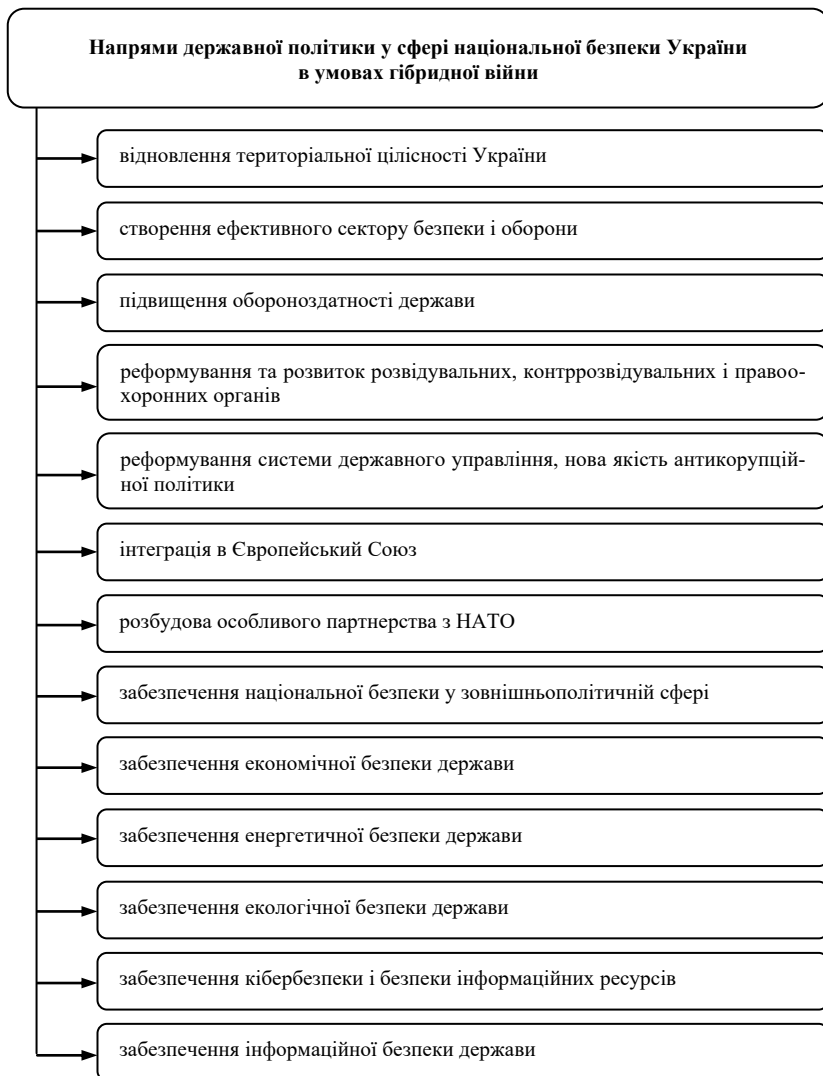 Напрями державної політики у сфері національної безпеки України
в умовах гібридної війни
відновлення територіальної цілісності України
створення ефективного сектору безпеки і оборони
підвищення обороноздатності держави
реформування та розвиток розвідувальних, контррозвідувальних і правоо-
хоронних органів
реформування системи державного управління, нова якість антикорупцій-
ної політики
інтеграція в Європейський Союз
розбудова особливого партнерства з НАТО
забезпечення національної безпеки у зовнішньополітичній сфері
забезпечення економічної безпеки держави
забезпечення енергетичної безпеки держави
забезпечення екологічної безпеки держави
забезпечення кібербезпеки і безпеки інформаційних ресурсів
забезпечення інформаційної безпеки держави